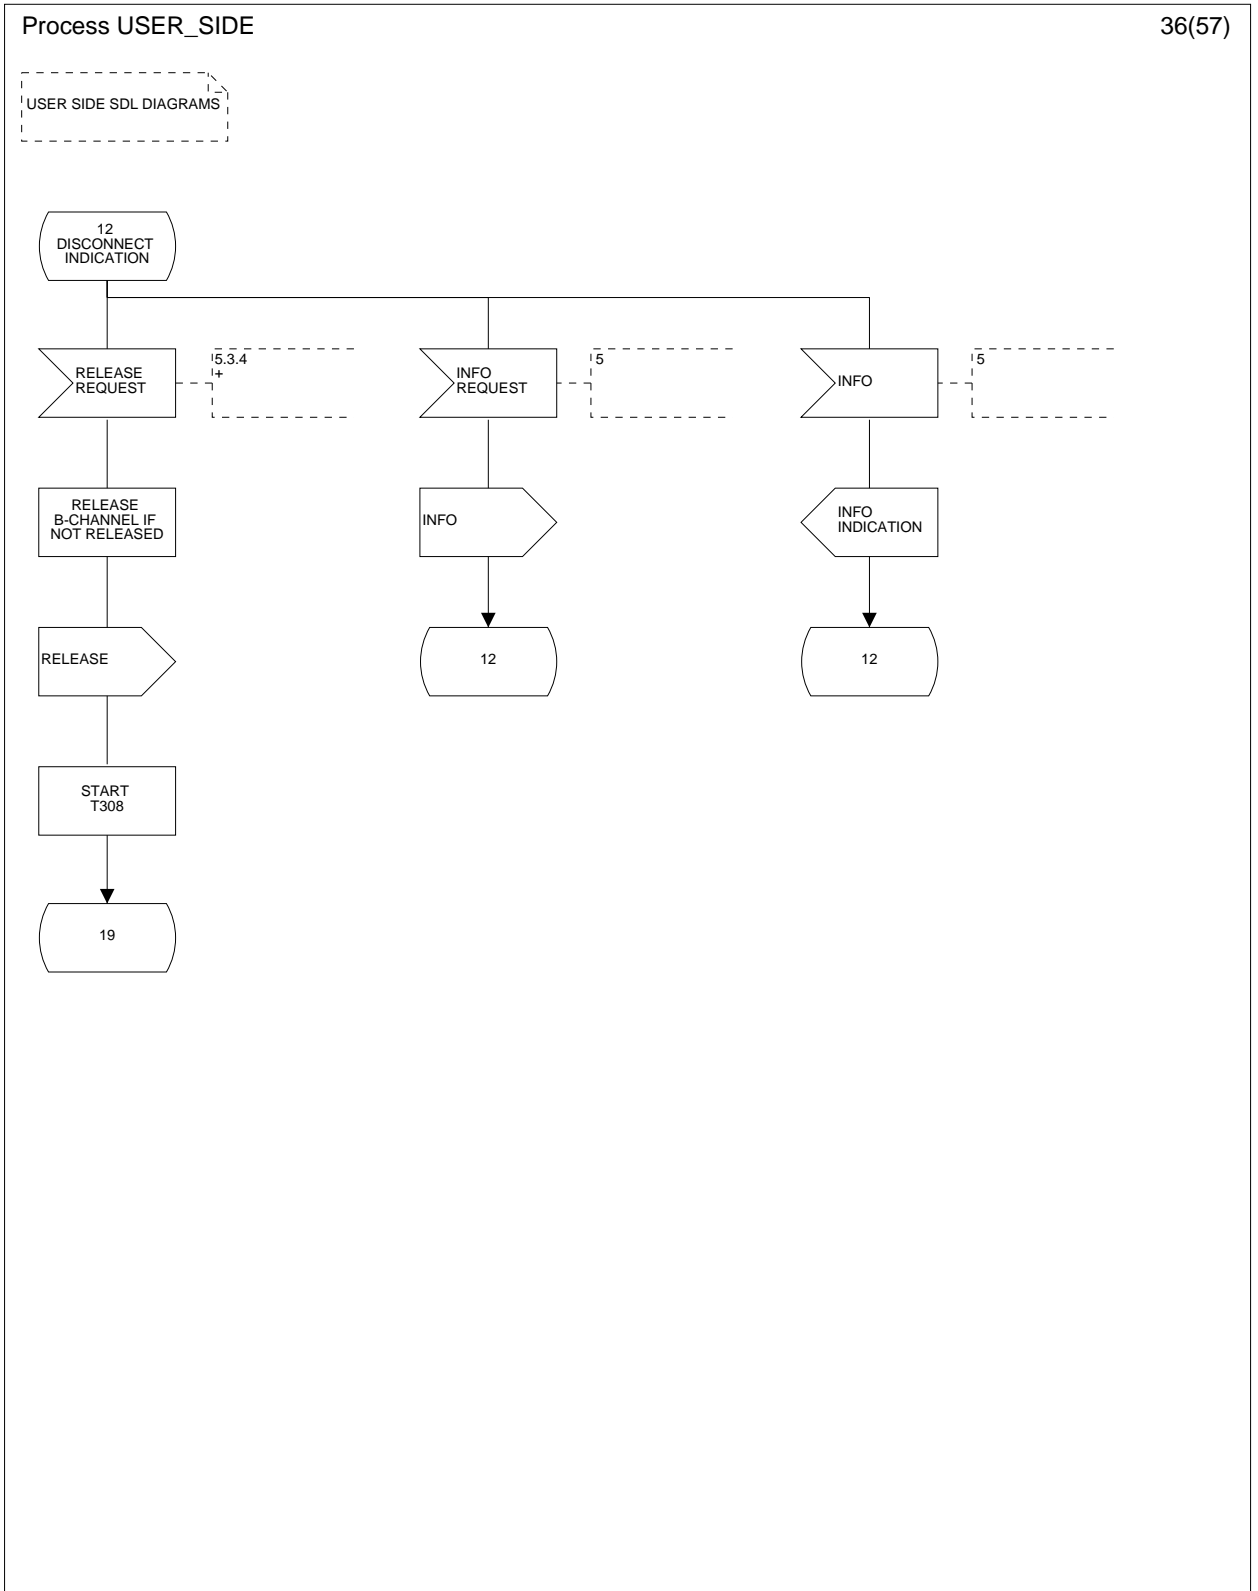 Process USER_SIDE
36(57)
USER SIDE SDL DIAGRAMS
12
DISCONNECT
INDICATION
RELEASE
REQUEST
5.3.4
+
INFO
REQUEST
5
INFO
5
RELEASE
B-CHANNEL IF
NOT RELEASED
INFO
INFO
INDICATION
RELEASE
12
12
START
T308
19